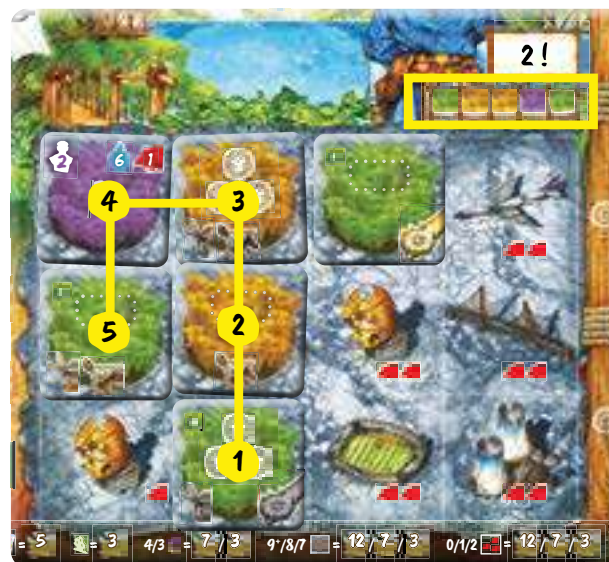 2!
2 6 1
4 3
5 2
1
= 5 = 3 4/3 = 7/3 9+/8/7 = 12/7/3 0/1/2 = 12/7/3